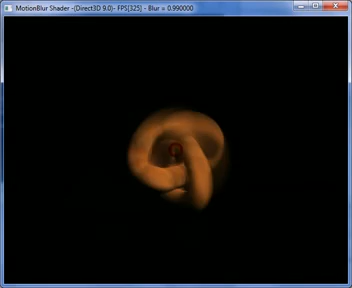 MotionBlur Shader -(Direct3D 9.0)- FPS[325] - Blur = 0.990000